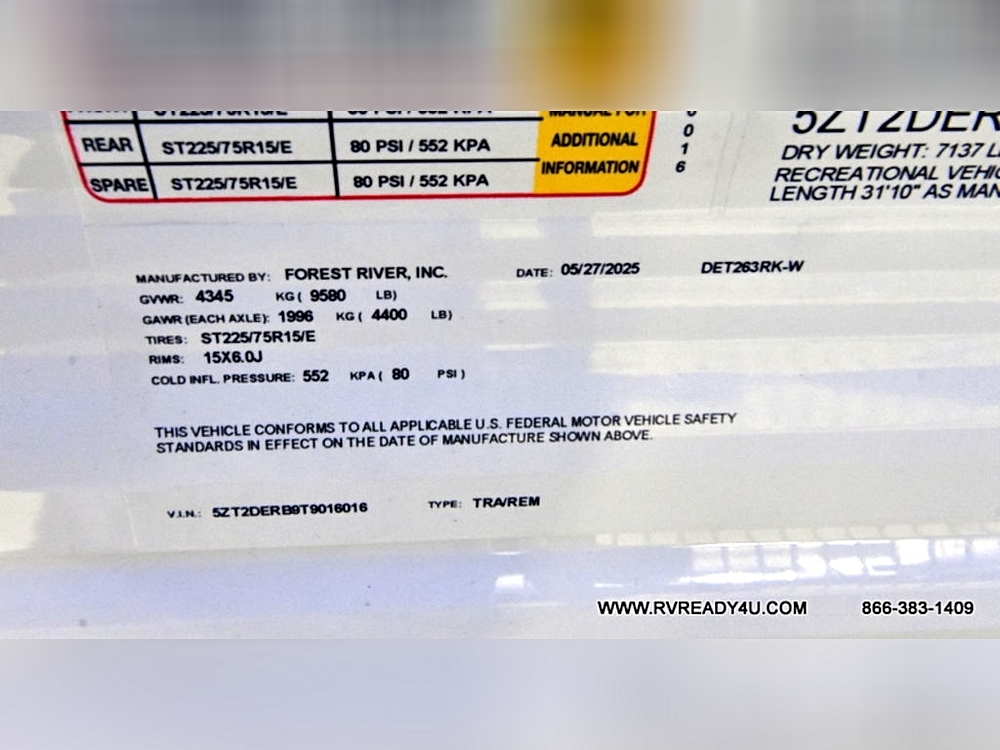 MANUAL FOR
REAR ST225/75R15/E 80 PSI / 552 KPA ADDITIONAL
SPARE ST225/75R15/E 80 PSI / 552 KPA INFORMATION
0
1
6
5ZT2DER
DRY WEIGHT: 7137 L
RECREATIONAL VEHIC
LENGTH 31'10" AS MAN
MANUFACTURED BY: FOREST RIVER, INC. DATE: 05/27/2025 DET263RK-W
GVWR: 4345 KG ( 9580 LB)
GAWR (EACH AXLE): 1996 KG ( 4400 LB)
TIRES: ST225/75R15/E
RIMS: 15X6.0J
COLD INFL. PRESSURE: 552 KPA ( 80 PSI )
THIS VEHICLE CONFORMS TO ALL APPLICABLE U.S. FEDERAL MOTOR VEHICLE SAFETY
STANDARDS IN EFFECT ON THE DATE OF MANUFACTURE SHOWN ABOVE.
V.I.N.: 5ZT2DERB9T9016016 TYPE: TRA/REM
WWW.RVREADY4U.COM 866-383-1409